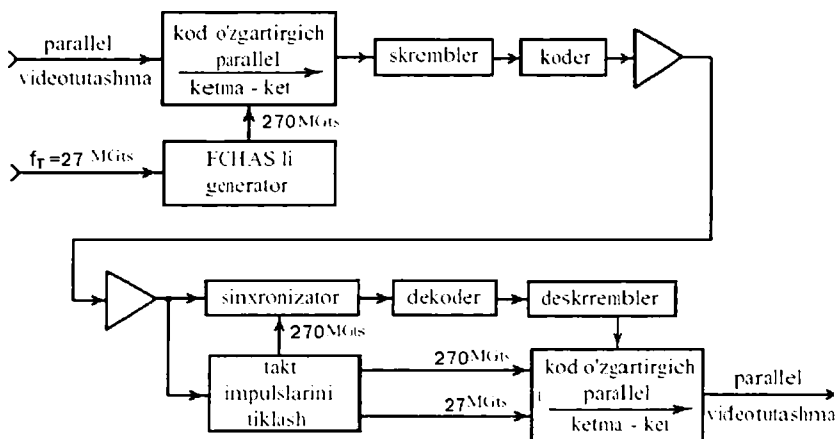 parallel
videotutashma
kod o'zgartirgich
parallel
ketma - ket
skrembler
koder
270 MGts
f_T = 27 MGts
FCHAS li
generator
sinxronizator
dekoder
deskrrembler
270 MGts
takt
impulslarini
tiklash
270 MGts
27 MGts
kod o'zgartirgich
parallel
ketma - ket
parallel
videotutashma